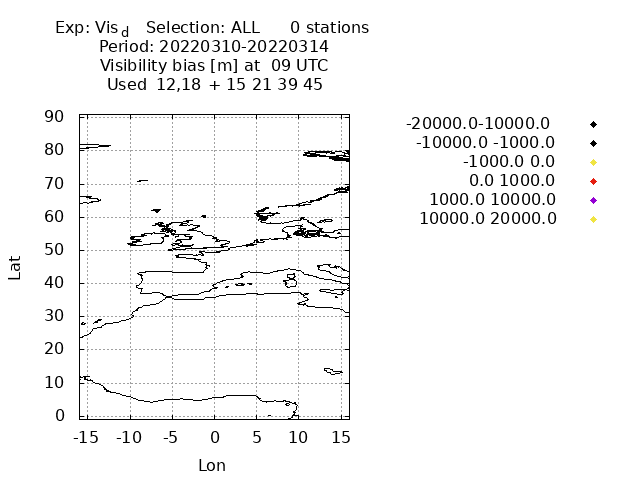 Exp: Vis_d   Selection: ALL      0 stations
Period: 20220310-20220314
Visibility bias [m] at  09 UTC
Used  12,18 + 15 21 39 45
-20000.0-10000.0
-10000.0 -1000.0
-1000.0 0.0
0.0 1000.0
1000.0 10000.0
10000.0 20000.0
Lat
90
80
70
60
50
40
30
20
10
0
-15 -10 -5 0 5 10 15
Lon